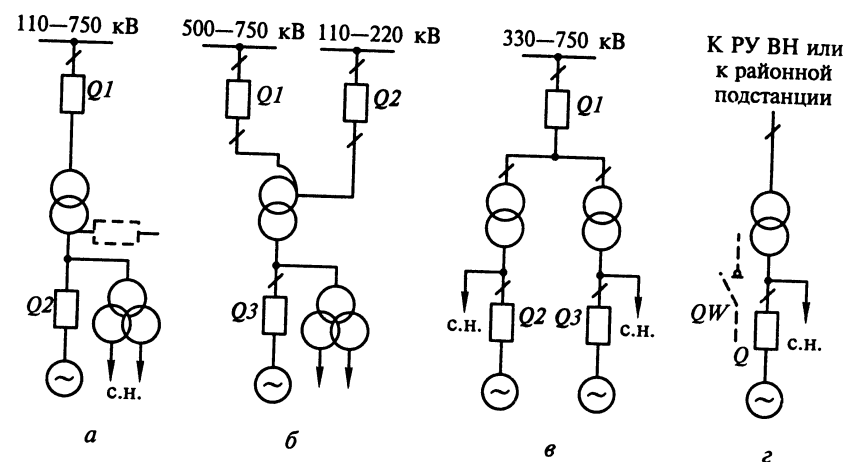 110—750 кВ
Q1
Q2
с.н.
а
500—750 кВ 110—220 кВ
Q1
Q2
Q3
б
330—750 кВ
Q1
с.н.
Q2
Q3
с.н.
в
К РУ ВН или
к районной
подстанции
QW
Q
с.н.
г